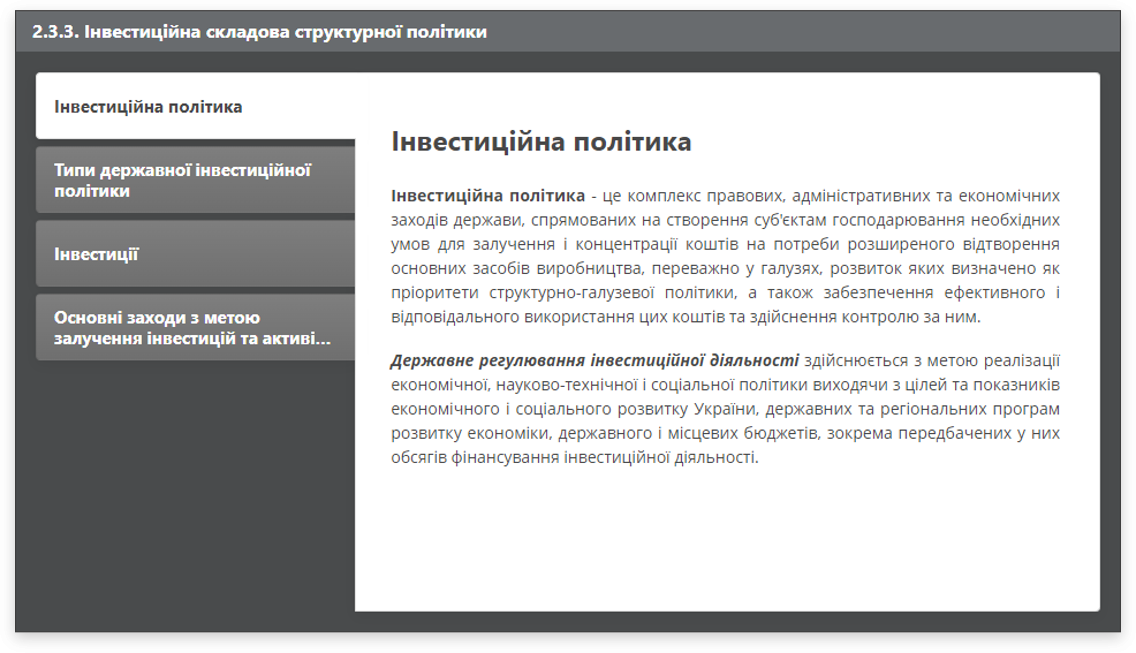 2.3.3. Інвестиційна складова структурної політики
Інвестиційна політика
Типи державної інвестиційної
політики
Інвестиції
Основні заходи з метою
залучення інвестицій та активі...
Інвестиційна політика
Інвестиційна політика - це комплекс правових, адміністративних та економічних
заходів держави, спрямованих на створення суб'єктам господарювання необхідних
умов для залучення і концентрації коштів на потреби розширеного відтворення
основних засобів виробництва, переважно у галузях, розвиток яких визначено як
пріоритети структурно-галузевої політики, а також забезпечення ефективного і
відповідального використання цих коштів та здійснення контролю за ним.
Державне регулювання інвестиційної діяльності здійснюється з метою реалізації
економічної, науково-технічної і соціальної політики виходячи з цілей та показників
економічного і соціального розвитку України, державних та регіональних програм
розвитку економіки, державного і місцевих бюджетів, зокрема передбачених у них
обсягів фінансування інвестиційної діяльності.